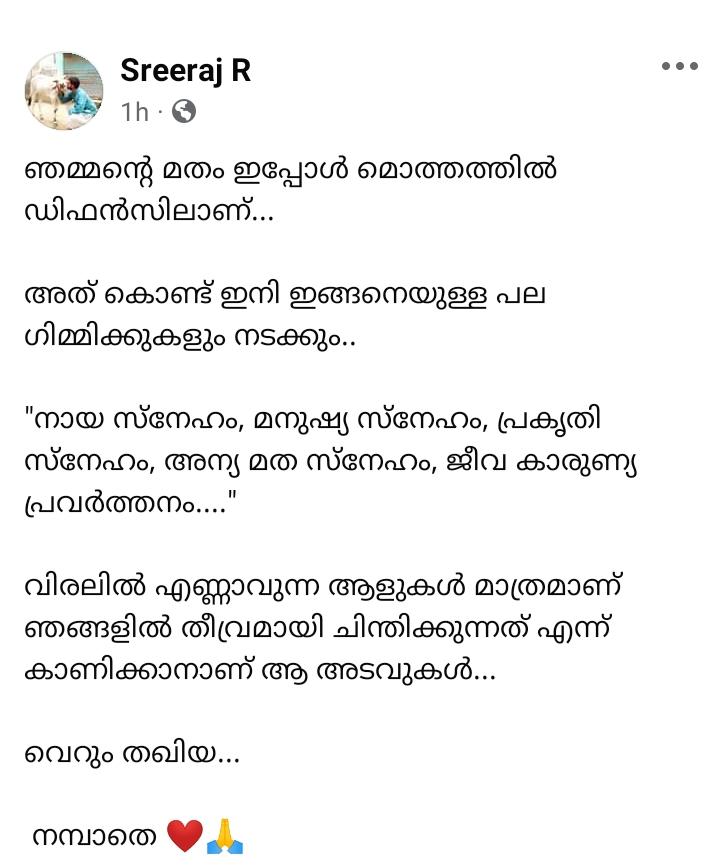 Sreeraj R
1h ·
ഞമ്മന്റെ മതം ഇപ്പോൾ മൊത്തത്തിൽ
ഡിഫൻസിലാണ്...
അത് കൊണ്ട് ഇനി ഇങ്ങനെയുള്ള പല
ഗിമ്മിക്കുകളും നടക്കും..
"നായ സ്നേഹം, മനുഷ്യ സ്നേഹം, പ്രകൃതി
സ്നേഹം, അന്യ മത സ്നേഹം, ജീവ കാരുണ്യ
പ്രവർത്തനം...."
വിരലിൽ എണ്ണാവുന്ന ആളുകൾ മാത്രമാണ്
ഞങ്ങളിൽ തീവ്രമായി ചിന്തിക്കുന്നത് എന്ന്
കാണിക്കാനാണ് ആ അടവുകൾ...
വെറും തഖിയ...
നമ്പാതെ ❤️🙏